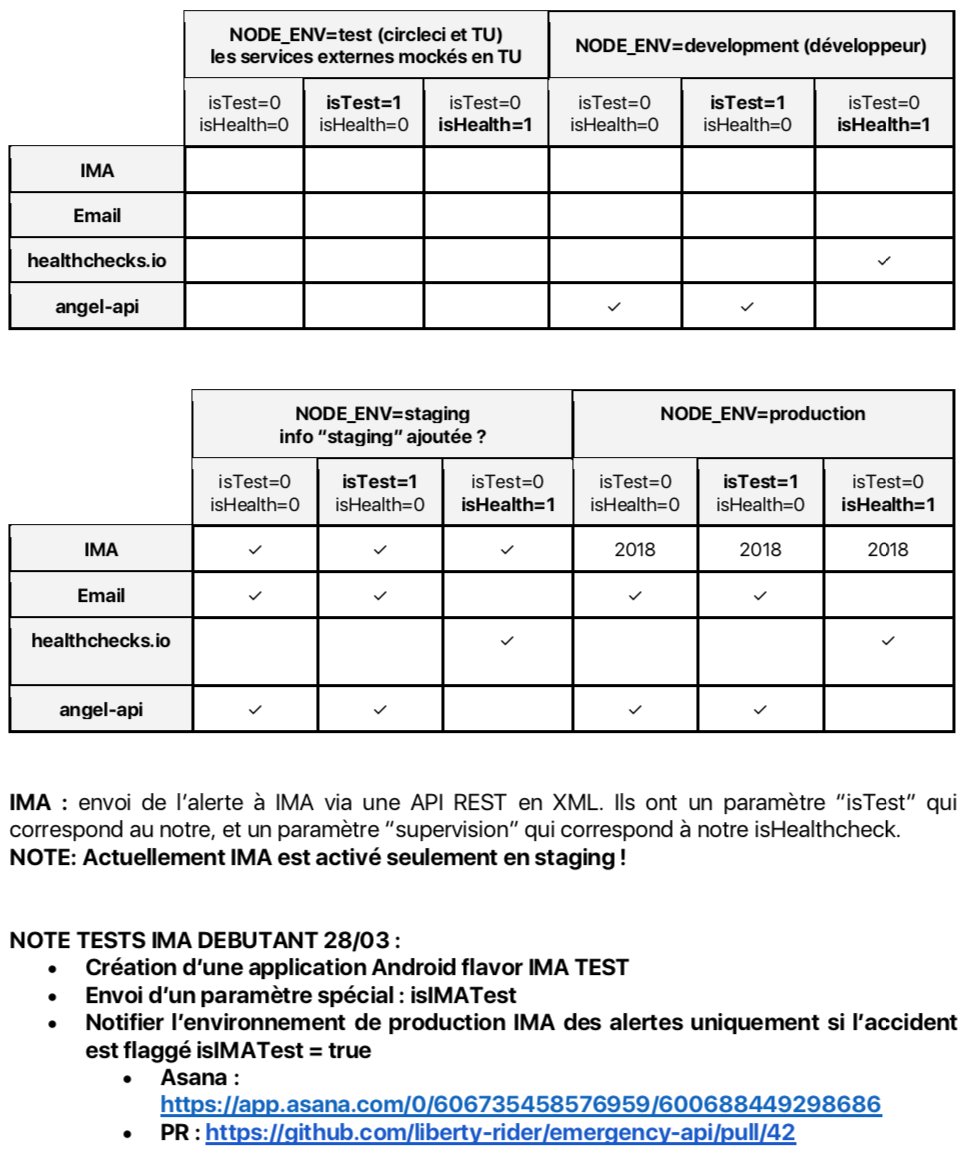 NODE_ENV=test (circleci et TU)
les services externes mockés en TU
NODE_ENV=development (développeur)
isTest=0 isTest=1 isTest=0 isTest=0 isTest=1 isTest=0
isHealth=0 isHealth=0 isHealth=1 isHealth=0 isHealth=0 isHealth=1
IMA
Email
healthchecks.io ✓
angel-api ✓ ✓
NODE_ENV=staging NODE_ENV=production
info “staging” ajoutée ?
isTest=0 isTest=1 isTest=0 isTest=0 isTest=1 isTest=0
isHealth=0 isHealth=0 isHealth=1 isHealth=0 isHealth=0 isHealth=1
IMA ✓ ✓ ✓ 2018 2018 2018
Email ✓ ✓ ✓ ✓
healthchecks.io ✓ ✓
angel-api ✓ ✓ ✓ ✓
IMA : envoi de l’alerte à IMA via une API REST en XML. Ils ont un paramètre “isTest” qui
correspond au notre, et un paramètre “supervision” qui correspond à notre isHealthcheck.
NOTE: Actuellement IMA est activé seulement en staging !
NOTE TESTS IMA DEBUTANT 28/03 :
• Création d’une application Android flavor IMA TEST
• Envoi d’un paramètre spécial : isIMATest
• Notifier l’environnement de production IMA des alertes uniquement si l’accident
est flaggé isIMATest = true
• Asana :
https://app.asana.com/0/606735458576959/600688449298686
• PR : https://github.com/liberty-rider/emergency-api/pull/42